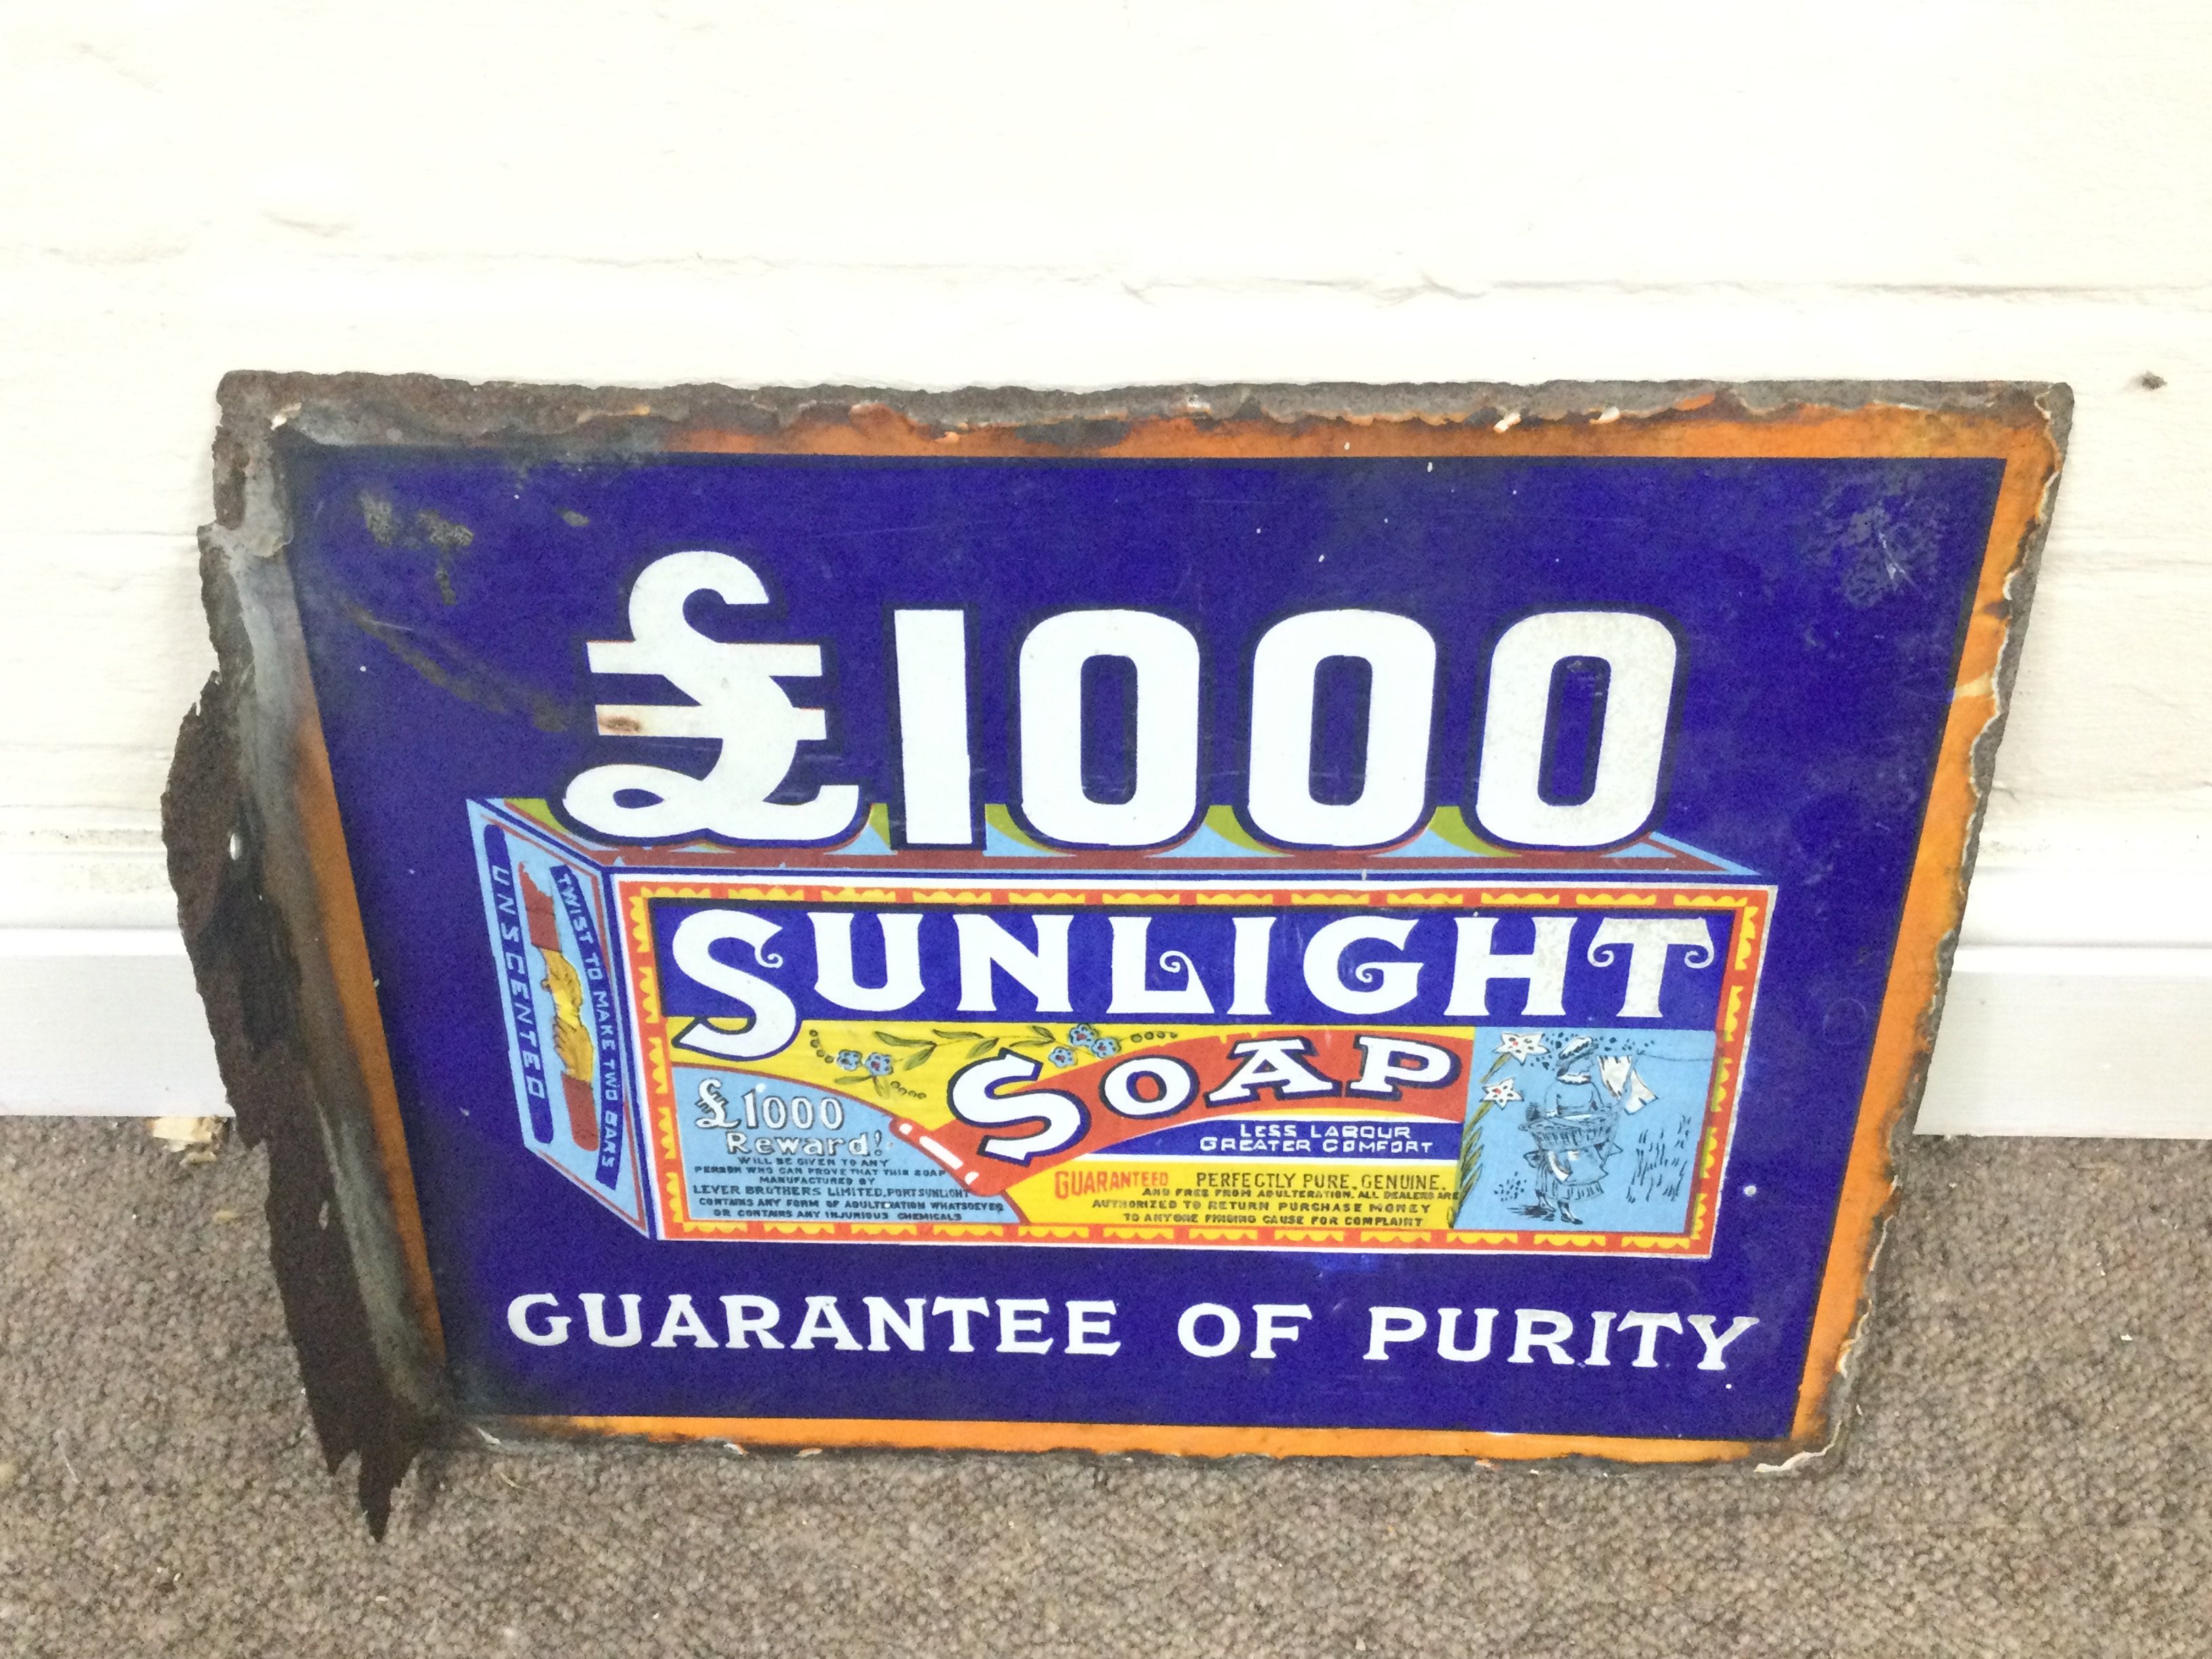 £1000
UNSCENTED
TWIST TO MAKE TWO BARS
SUNLIGHT
SOAP
£1000
Reward!
WILL BE GIVEN TO ANY
PERSON WHO CAN PROVE THAT THIS SOAP
MANUFACTURED BY
LEVER BROTHERS LIMITED, PORT SUNLIGHT
CONTAINS ANY FORM OF ADULTERATION WHATSOEVER
OR CONTAINS ANY INJURIOUS CHEMICALS
LESS LABOUR
GREATER COMFORT
GUARANTEED PERFECTLY PURE, GENUINE,
AND FREE FROM ADULTERATION. ALL DEALERS ARE
AUTHORIZED TO RETURN PURCHASE MONEY
TO ANYONE FINDING CAUSE FOR COMPLAINT
GUARANTEE OF PURITY